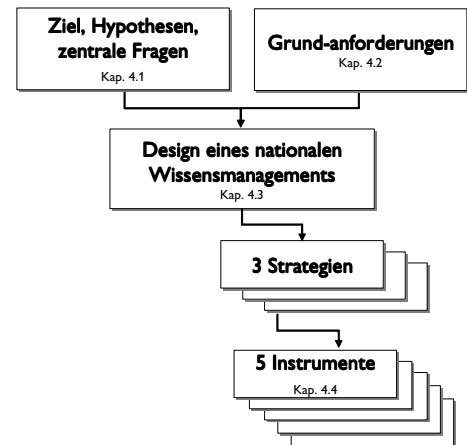 Ziel, Hypothesen,
zentrale Fragen
Kap. 4.1
Grund-anforderungen
Kap. 4.2
Design eines nationalen
Wissensmanagements
Kap. 4.3
3 Strategien
5 Instrumente
Kap. 4.4